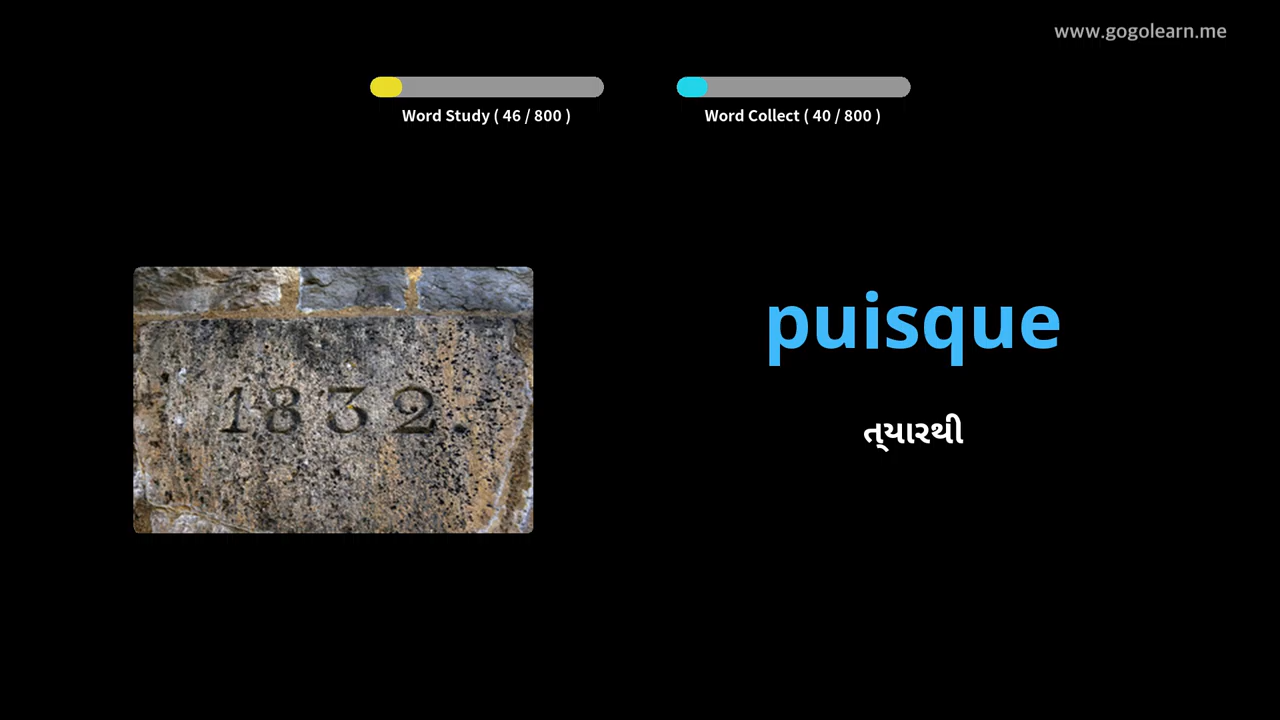 www.gogolearn.me
Word Study ( 46 / 800 )
Word Collect ( 40 / 800 )
1832.
puisque
ત્યારથી